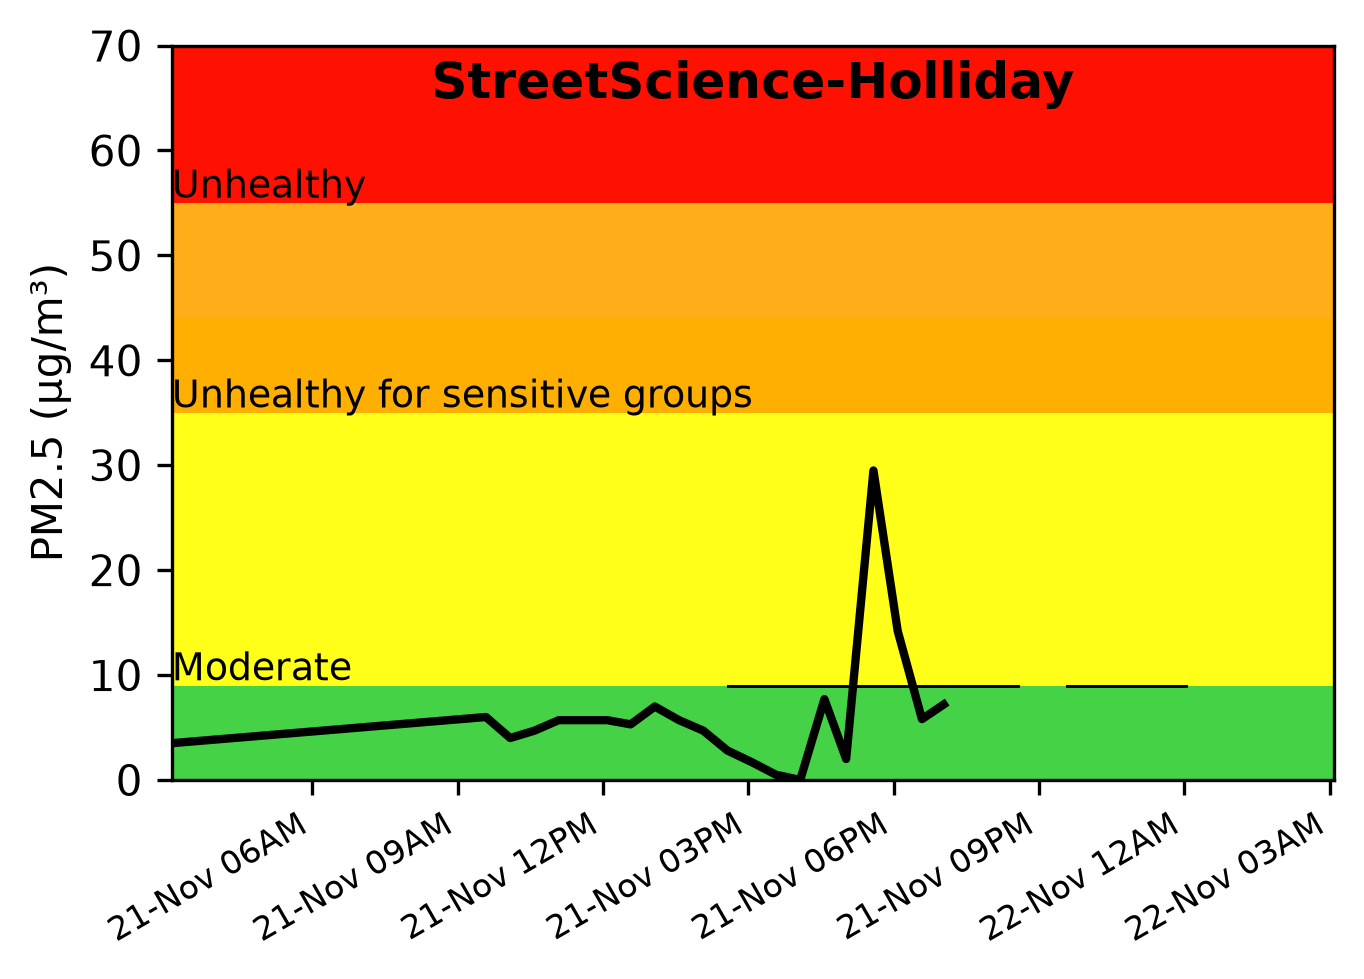 StreetScience-Holliday
PM2.5 (µg/m³)
70
60
50
40
30
20
10
0
Unhealthy
Unhealthy for sensitive groups
Moderate
21-Nov 06AM
21-Nov 09AM
21-Nov 12PM
21-Nov 03PM
21-Nov 06PM
21-Nov 09PM
22-Nov 12AM
22-Nov 03AM